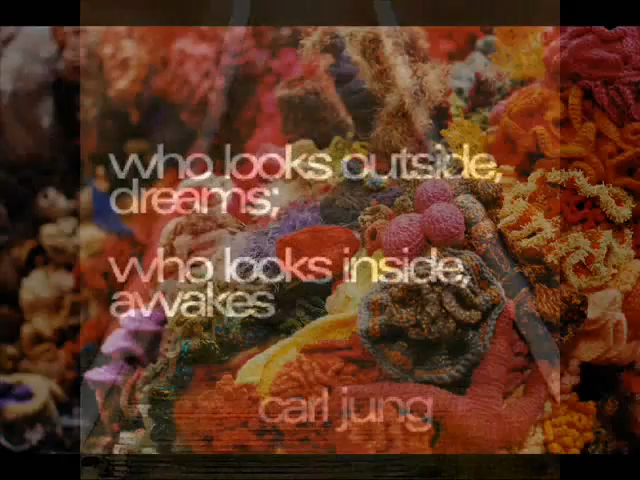 who looks outside,
dreams;
who looks inside,
awakes
carl jung